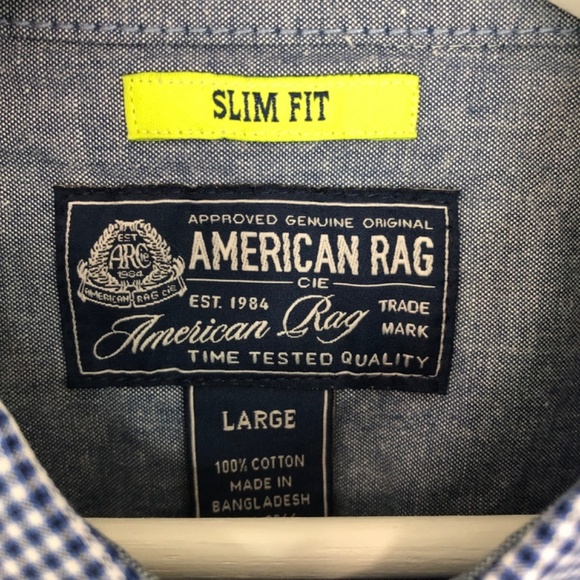 SLIM FIT
APPROVED GENUINE ORIGINAL
AMERICAN RAG
CIE
EST. 1984
American Rag
TRADE
MARK
TIME TESTED QUALITY
EST
ARCie
1984
AMERICAN RAG CIE
LARGE
100% COTTON
MADE IN
BANGLADESH